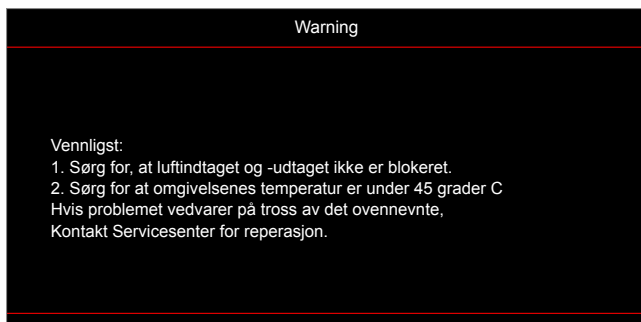 Warning
Vennligst:
1. Sørg for, at luftindtaget og -udtaget ikke er blokeret.
2. Sørg for at omgivelsenes temperatur er under 45 grader C
Hvis problemet vedvarer på tross av det ovennevnte,
Kontakt Servicesenter for reperasjon.